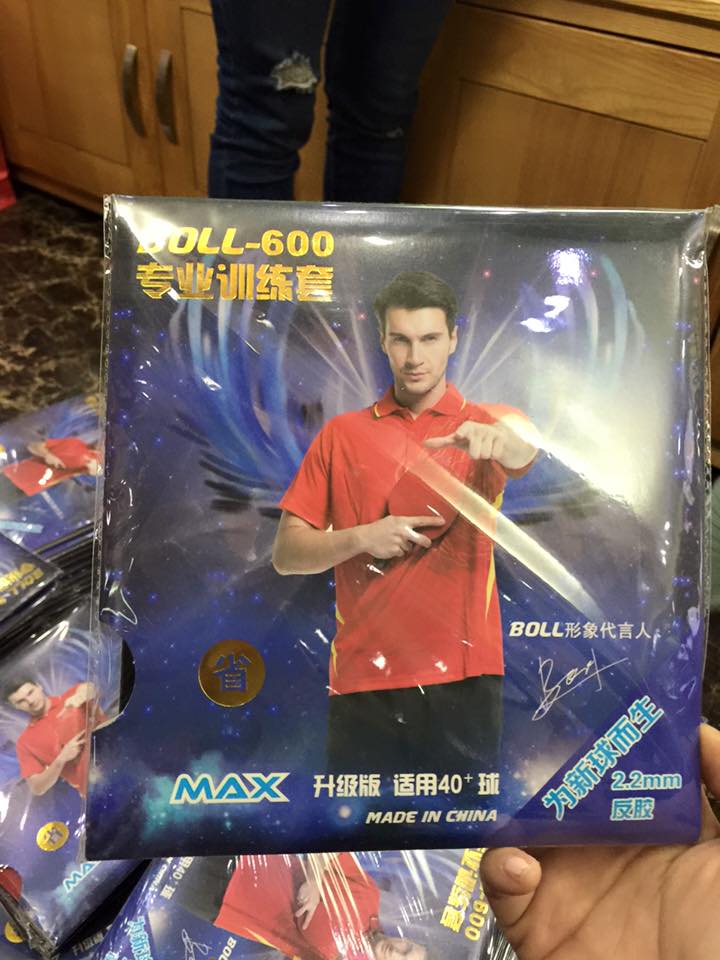 BOLL-600
专业训练套
BOLL形象代言人
省
为新球而生
MAX 升级版 适用40+球
2.2mm
反胶
MADE IN CHINA